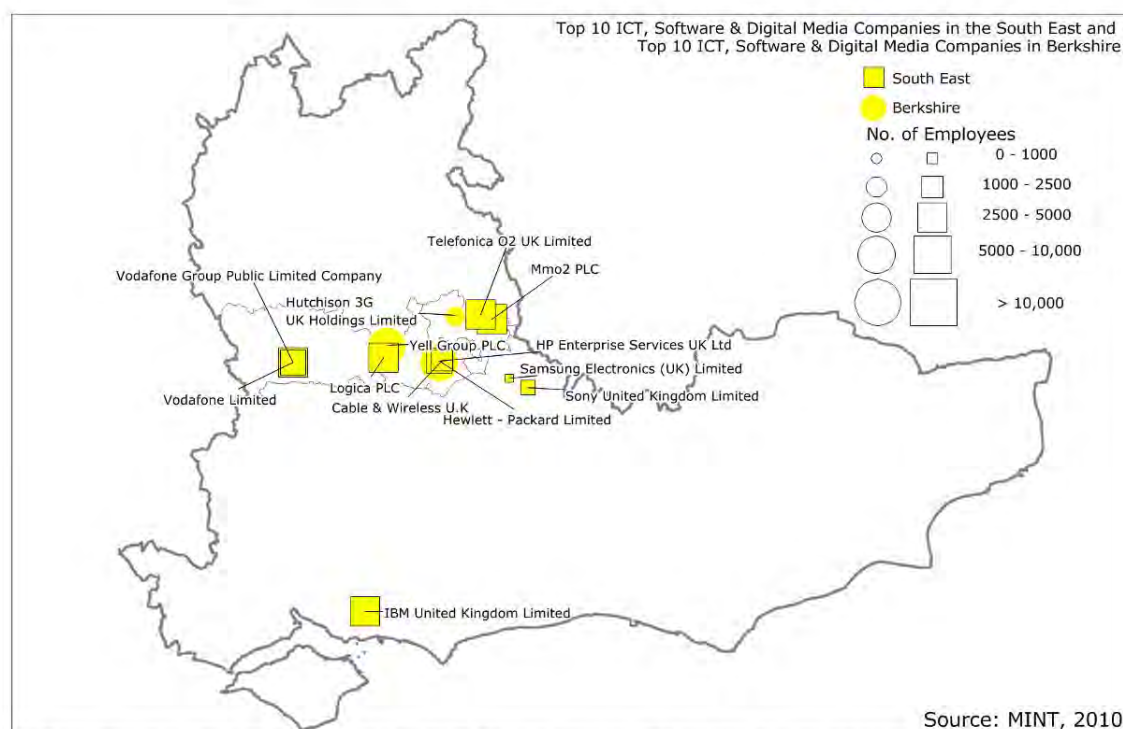 Top 10 ICT, Software & Digital Media Companies in the South East and
Top 10 ICT, Software & Digital Media Companies in Berkshire
South East
Berkshire
No. of Employees
0 - 1000
1000 - 2500
2500 - 5000
5000 - 10,000
> 10,000
Telefonica O2 UK Limited
Mmo2 PLC
Vodafone Group Public Limited Company
Hutchison 3G
UK Holdings Limited
Yell Group PLC
HP Enterprise Services UK Ltd
Samsung Electronics (UK) Limited
Logica PLC
Sony United Kingdom Limited
Vodafone Limited
Cable & Wireless U.K
Hewlett - Packard Limited
IBM United Kingdom Limited
Source: MINT, 2010